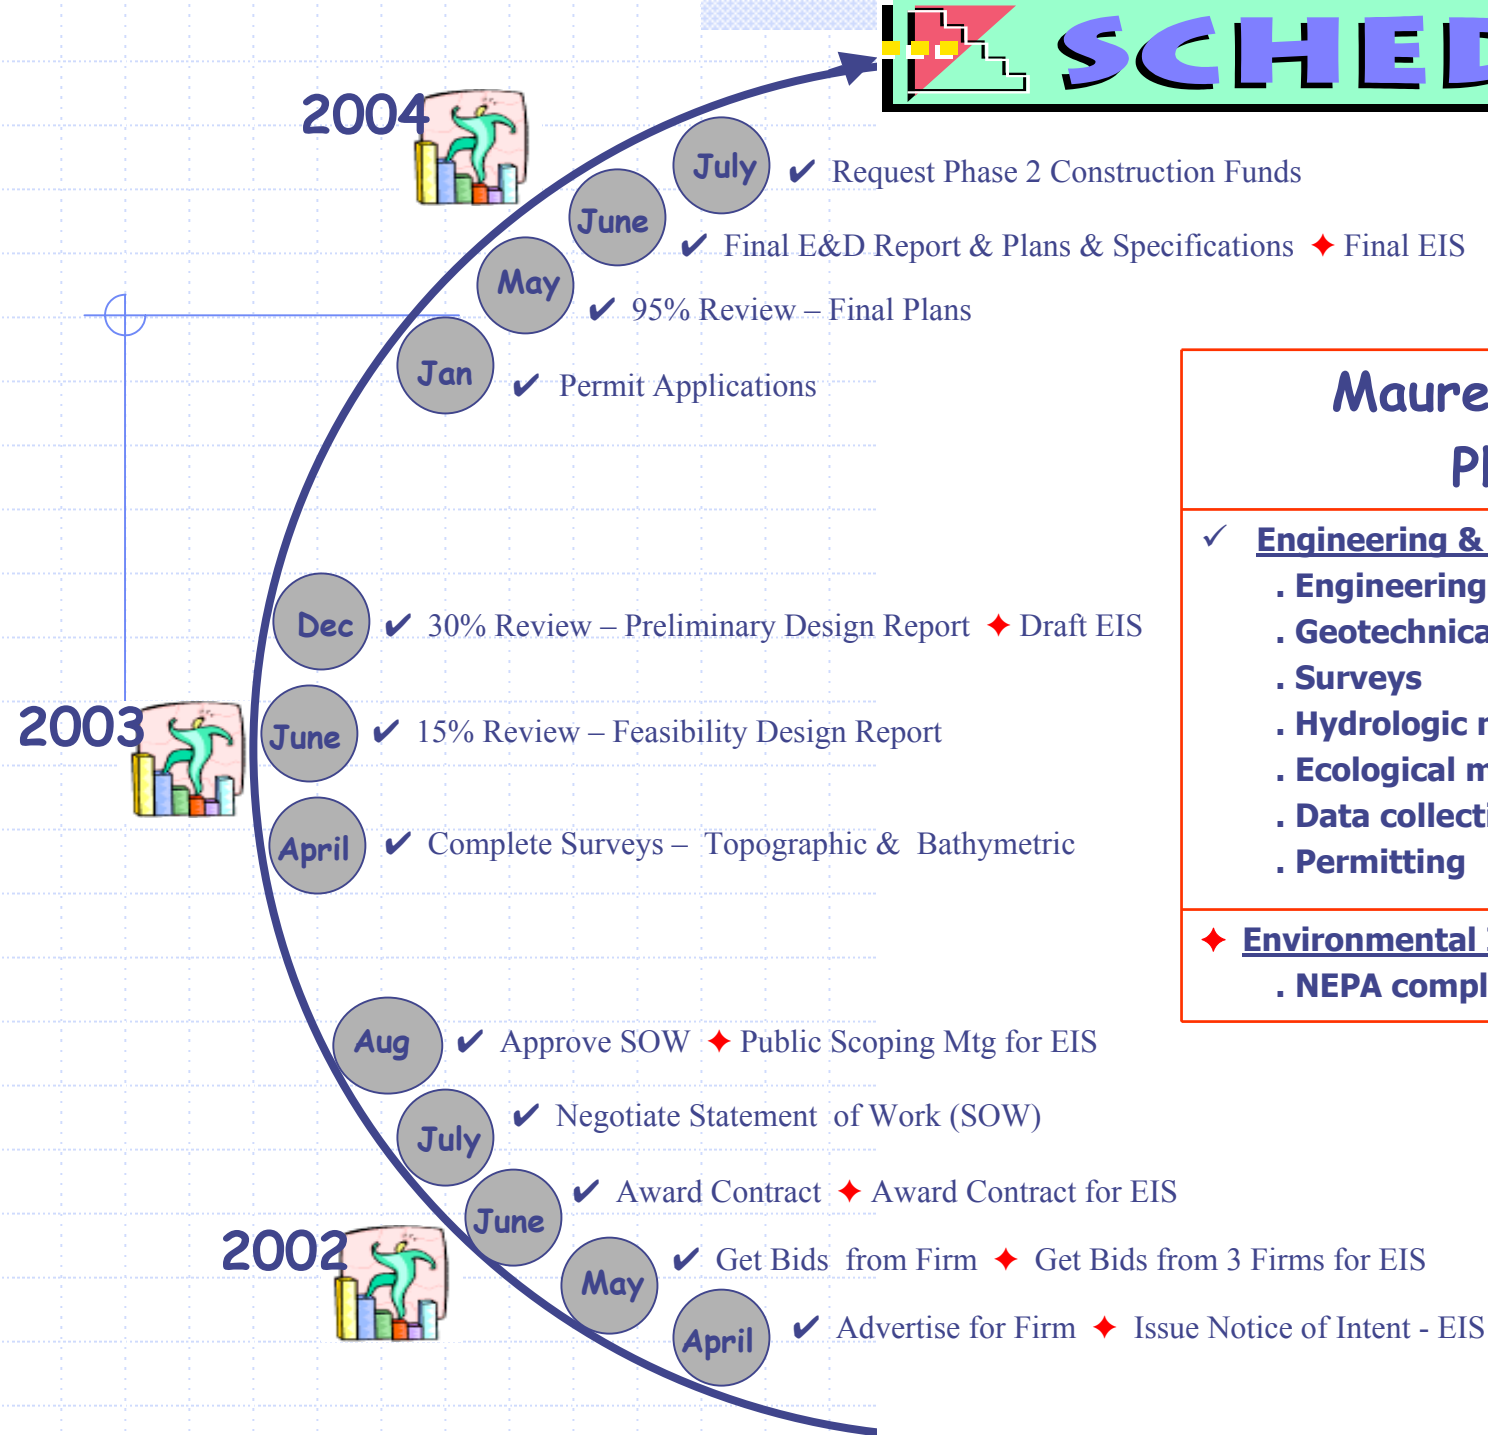 SCHED
2004
July ✔ Request Phase 2 Construction Funds
June ✔ Final E&D Report & Plans & Specifications ✦ Final EIS
May ✔ 95% Review – Final Plans
Jan ✔ Permit Applications
Dec ✔ 30% Review – Preliminary Design Report ✦ Draft EIS
2003
June ✔ 15% Review – Feasibility Design Report
April ✔ Complete Surveys – Topographic & Bathymetric
Aug ✔ Approve SOW ✦ Public Scoping Mtg for EIS
July ✔ Negotiate Statement of Work (SOW)
June ✔ Award Contract ✦ Award Contract for EIS
2002
May ✔ Get Bids from Firm ✦ Get Bids from 3 Firms for EIS
April ✔ Advertise for Firm ✦ Issue Notice of Intent - EIS
Maure
Pl
✓ Engineering &
. Engineering
. Geotechnica
. Surveys
. Hydrologic
. Ecological m
. Data collecti
. Permitting
✦ Environmental
. NEPA compl